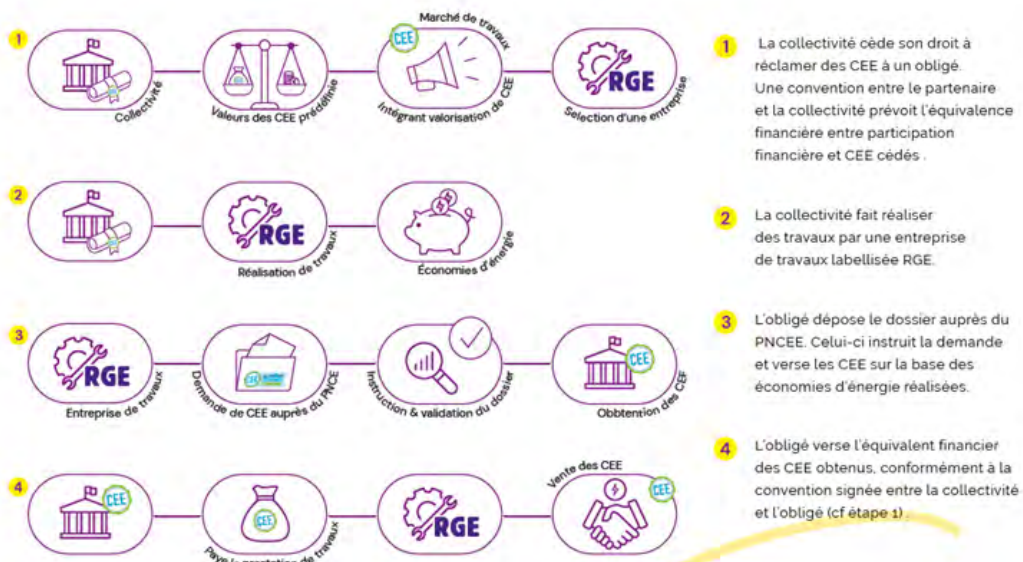 1
CEE
Marché de travaux
RGE
Collectivité
Valeurs des CEE prédéfinie
Intégrant valorisation de CEE
Sélection d'une entreprise
1
La collectivité cède son droit à
réclamer des CEE à un obligé.
Une convention entre le partenaire
et la collectivité prévoit l'équivalence
financière entre participation
financière et CEE cédés .
2
RGE
Réalisation de travaux
Économies d'énergie
2
La collectivité fait réaliser
des travaux par une entreprise
de travaux labellisée RGE.
3
RGE
CEE
Entreprise de travaux
Demande de CEE auprès du PNCE
Instruction & validation du dossier
Obbtention des CEE
3
L'obligé dépose le dossier auprès du
PNCEE. Celui-ci instruit la demande
et verse les CEE sur la base des
économies d'énergie réalisées.
4
CEE
CEE
RGE
Vente des CEE
CEE
Paye la prestation de travaux
4
L'obligé verse l'équivalent financier
des CEE obtenus, conformément à la
convention signée entre la collectivité
et l'obligé (cf étape 1) .